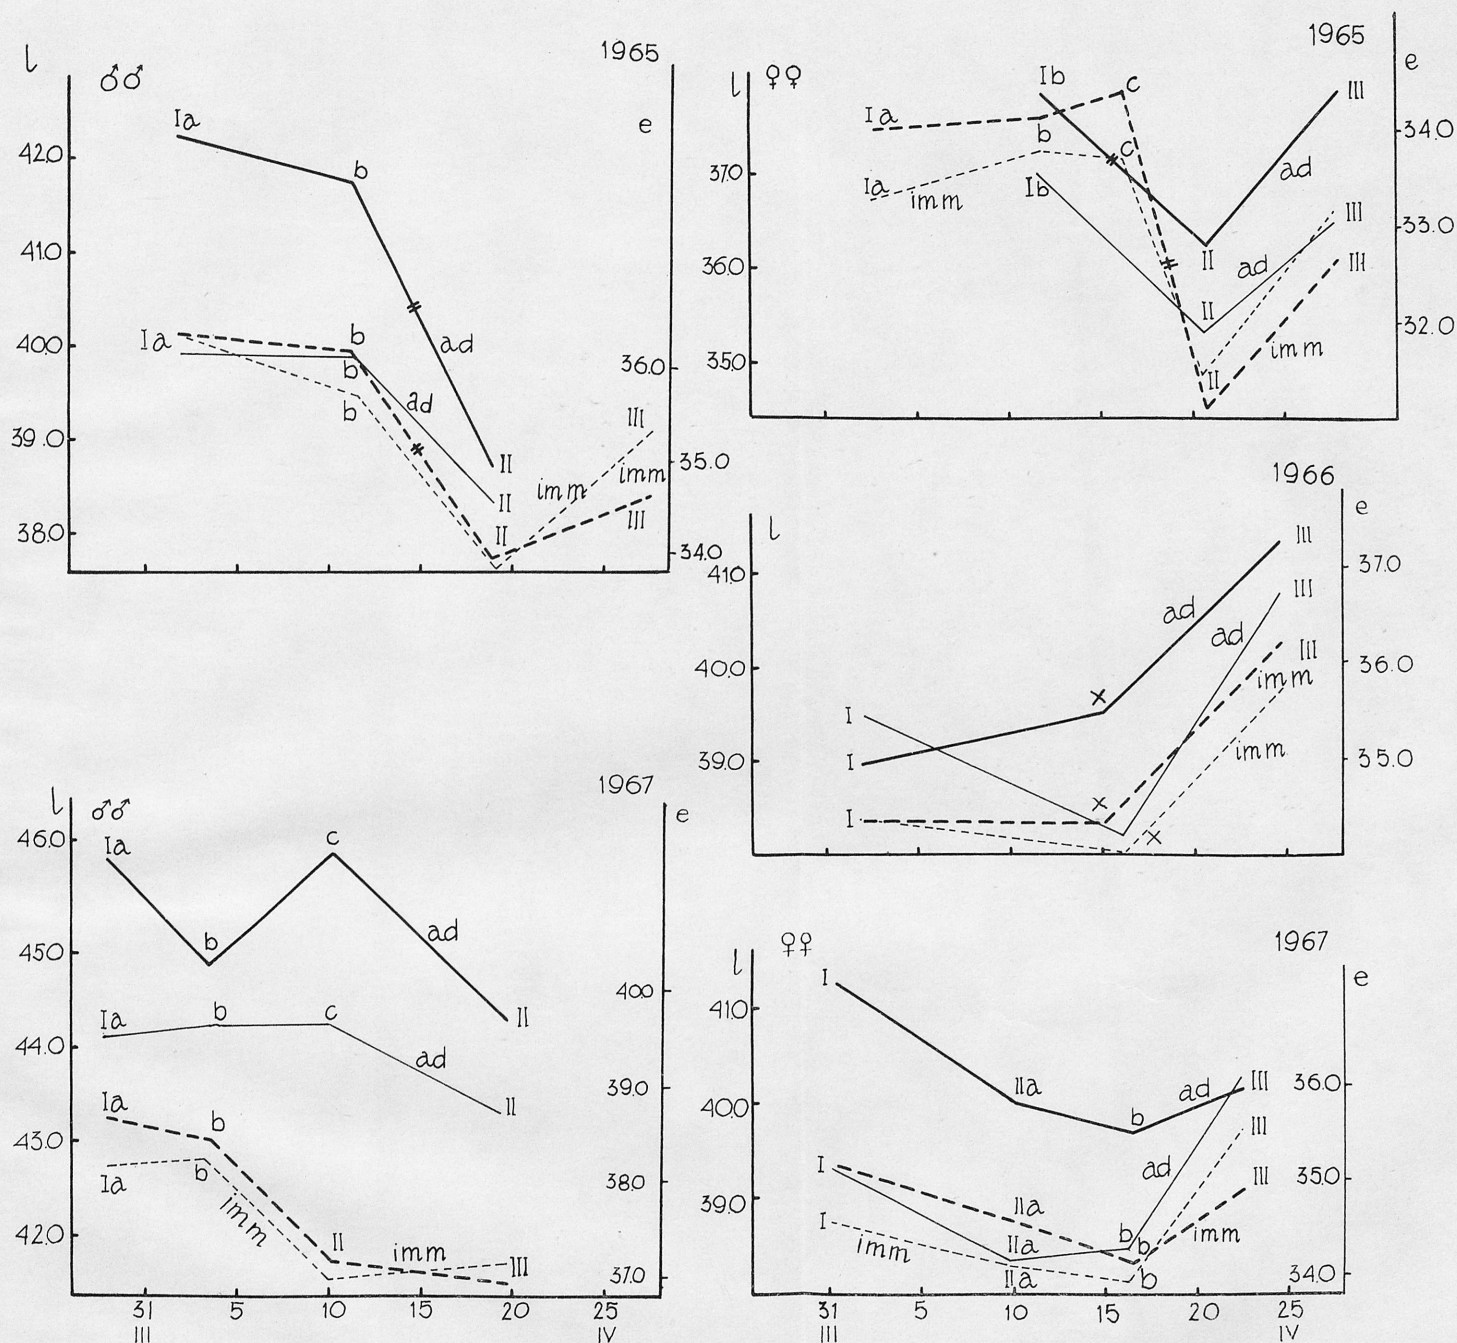 l ♂♂ 1965
e
Ia
42.0
b
41.0
40.0 Ia b
b 36.0
ad
b ad
III
39.0
II 35.0
imm imm
II
III
38.0 II
34.0
l ♀♀ 1965
e
Ib c III
Ia 34.0
b c
37.0 ad
Ia imm Ib
III 33.0
36.0 II ad III
II
32.0
35.0 imm
II
1966
l e
III
41.0 37.0
III
ad ad
40.0 III 36.0
imm
I x
39.0 I imm 35.0
x
I x
l ♂♂ 1967
e
46.0 Ia c
b ad
45.0
40.0
Ia b c II
44.0 ad
39.0
II
Ia b
43.0
Ia b 38.0
imm
42.0 II imm
III
37.0
31 5 10 15 20 25
III IV
l ♀♀ 1967
I e
41.0
IIa ad III 36.0
40.0 b
III
I ad
III 35.0
39.0 IIa
I b imm
imm IIa b
IIa b 34.0
31 5 10 15 20 25
III IV